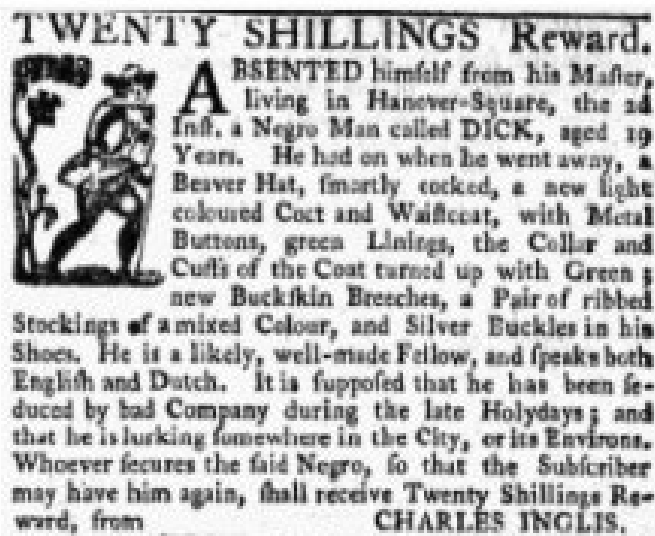 TWENTY SHILLINGS Reward.
ABSENTED himſelf from his Maſter,
living in Hanover-Square, the 2d
Inſt. a Negro Man called DICK, aged 19
Years. He had on when he went away, a
Beaver Hat, ſmartly cocked, a new light
coloured Coat and Waiſtcoat, with Metal
Buttons, green Linings, the Collar and
Cuffs of the Coat turned up with Green ;
new Buckſkin Breeches, a Pair of ribbed
Stockings of a mixed Colour, and Silver Buckles in his
Shoes. He is a likely, well-made Fellow, and ſpeaks both
Engliſh and Dutch. It is ſuppoſed that he has been ſe-
duced by bad Company during the late Holydays ; and
that he is lurking ſomewhere in the City, or its Environs.
Whoever ſecures the ſaid Negro, ſo that the Subſcriber
may have him again, ſhall receive Twenty Shillings Re-
ward, from CHARLES INGLIS.